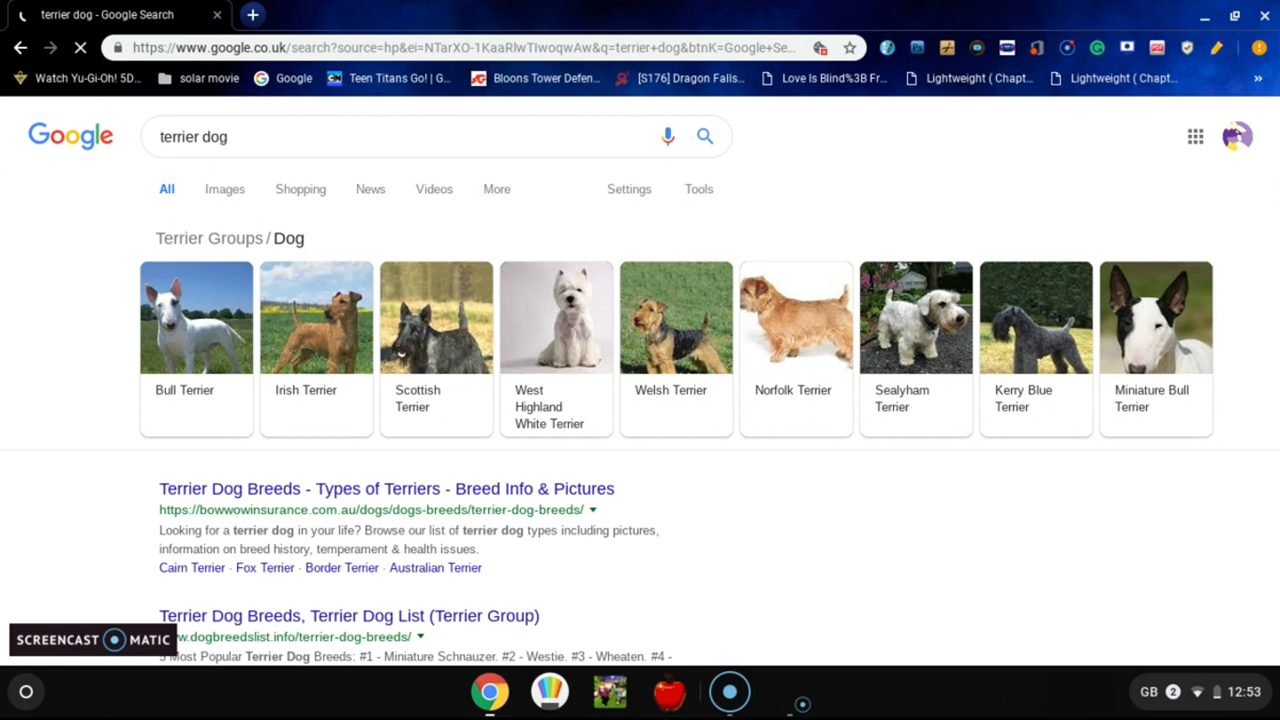 terrier dog - Google Search
https://www.google.co.uk/search?source=hp&ei=NTarXO-1KaaRlwTIwoqwAw&q=terrier+dog&btnK=Google+Se...
Watch Yu-Gi-Oh! 5D... solar movie Google Teen Titans Go! | G... Bloons Tower Defen... [S176] Dragon Falls... Love Is Blind%3B Fr... Lightweight ( Chapt... Lightweight ( Chapt... »
Google terrier dog
All Images Shopping News Videos More Settings Tools
Terrier Groups / Dog
Bull Terrier
Irish Terrier
Scottish
Terrier
West
Highland
White Terrier
Welsh Terrier
Norfolk Terrier
Sealyham
Terrier
Kerry Blue
Terrier
Miniature Bull
Terrier
Terrier Dog Breeds - Types of Terriers - Breed Info & Pictures
https://bowwowinsurance.com.au/dogs/dogs-breeds/terrier-dog-breeds/
Looking for a terrier dog in your life? Browse our list of terrier dog types including pictures,
information on breed history, temperament & health issues.
Cairn Terrier · Fox Terrier · Border Terrier · Australian Terrier
Terrier Dog Breeds, Terrier Dog List (Terrier Group)
w.dogbreedslist.info/terrier-dog-breeds/
5 Most Popular Terrier Dog Breeds: #1 - Miniature Schnauzer. #2 - Westie. #3 - Wheaten. #4 -
SCREENCAST MATIC
GB 2 12:53